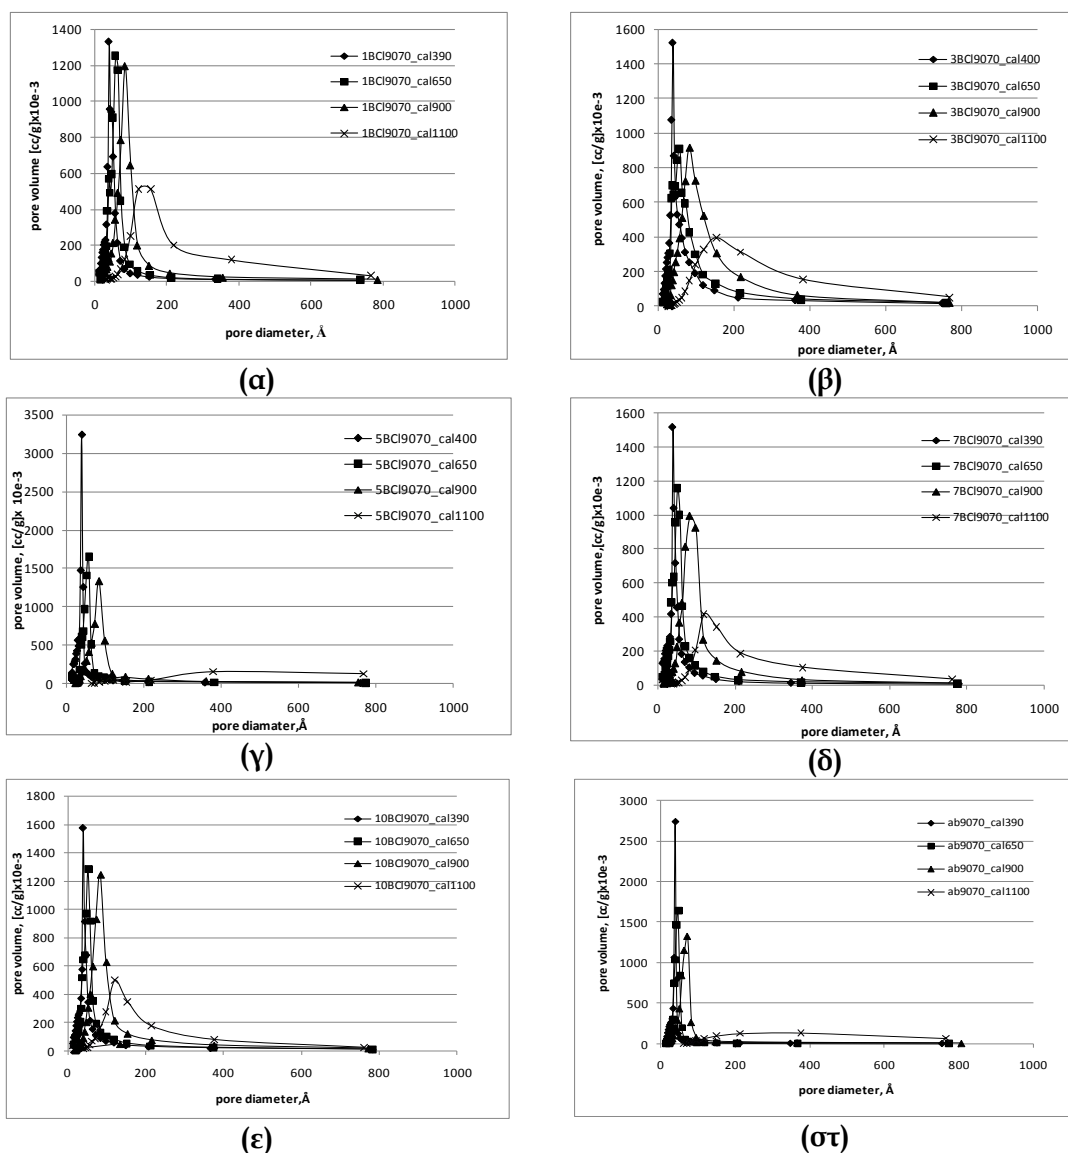 1400
1200
1000
800
600
400
200
0
pore volume [cc/g]x10e-3
1BCl9070_cal390
1BCl9070_cal650
1BCl9070_cal900
1BCl9070_cal1100
0 200 400 600 800 1000
pore diameter, Å
(α)
1600
1400
1200
1000
800
600
400
200
0
pore volume, [cc/g]x10e-3
3BCl9070_cal400
3BCl9070_cal650
3BCl9070_cal900
3BCl9070_cal1100
0 200 400 600 800 1000
pore diameter, Å
(β)
3500
3000
2500
2000
1500
1000
500
0
pore volume, [cc/g]x 10e-3
5BCl9070_cal400
5BCl9070_cal650
5BCl9070_cal900
5BCl9070_cal1100
0 200 400 600 800 1000
pore diamater,Å
(γ)
1600
1400
1200
1000
800
600
400
200
0
pore volume,[cc/g]x10e-3
7BCl9070_cal390
7BCl9070_cal650
7BCl9070_cal900
7BCl9070_cal1100
0 200 400 600 800 1000
pore diameter, Å
(δ)
1800
1600
1400
1200
1000
800
600
400
200
0
pore volume, [cc/g]x10e-3
10BCl9070_cal390
10BCl9070_cal650
10BCl9070_cal900
10BCl9070_cal1100
0 200 400 600 800 1000
pore diameter,Å
(ε)
3000
2500
2000
1500
1000
500
0
pore volume, [cc/g]x10e-3
ab9070_cal390
ab9070_cal650
ab9070_cal900
ab9070_cal1100
0 200 400 600 800 1000
pore diameter, Å
(στ)